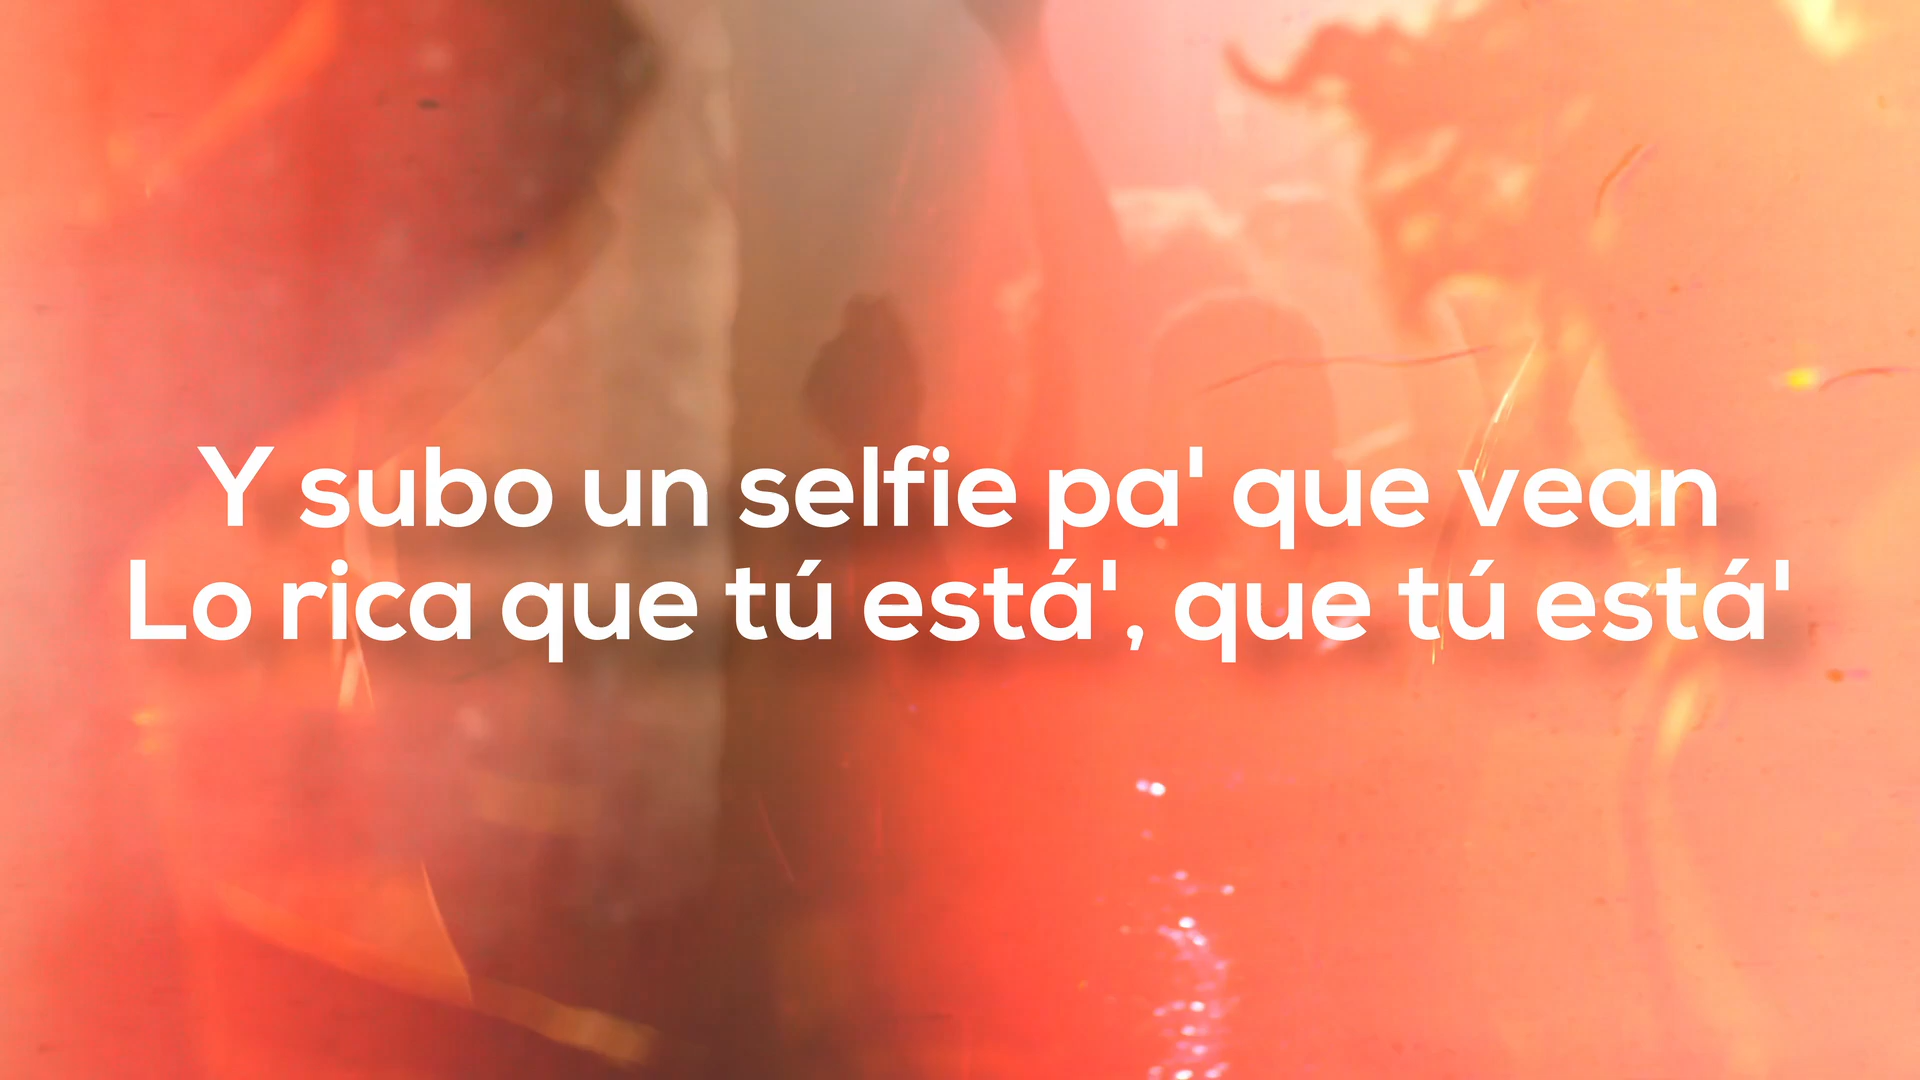 Y subo un selfie pa' que vean
Lo rica que tú está', que tú está'